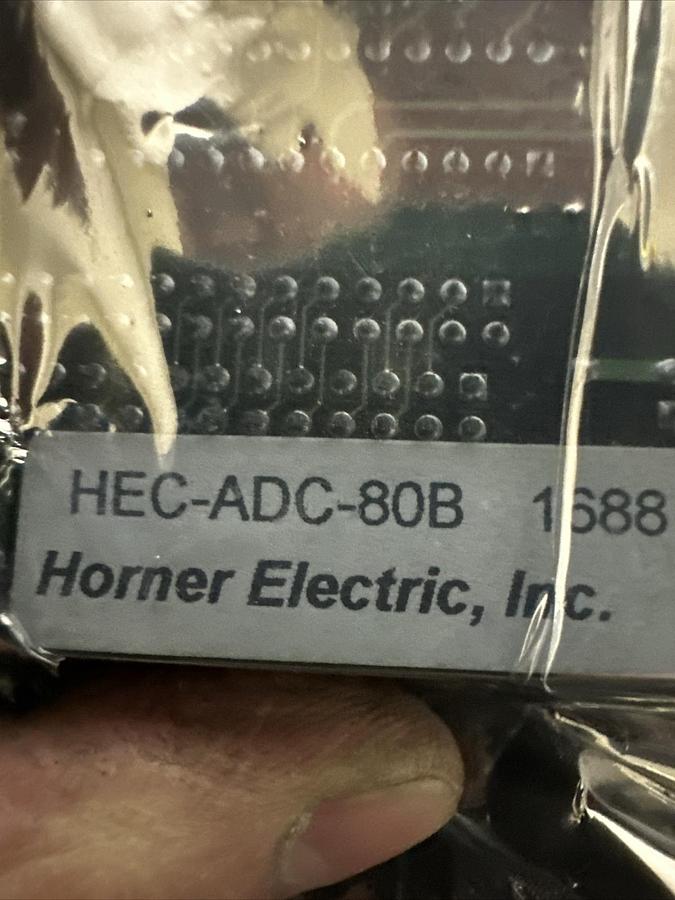 HEC-ADC-80B 1688
Horner Electric, Inc.